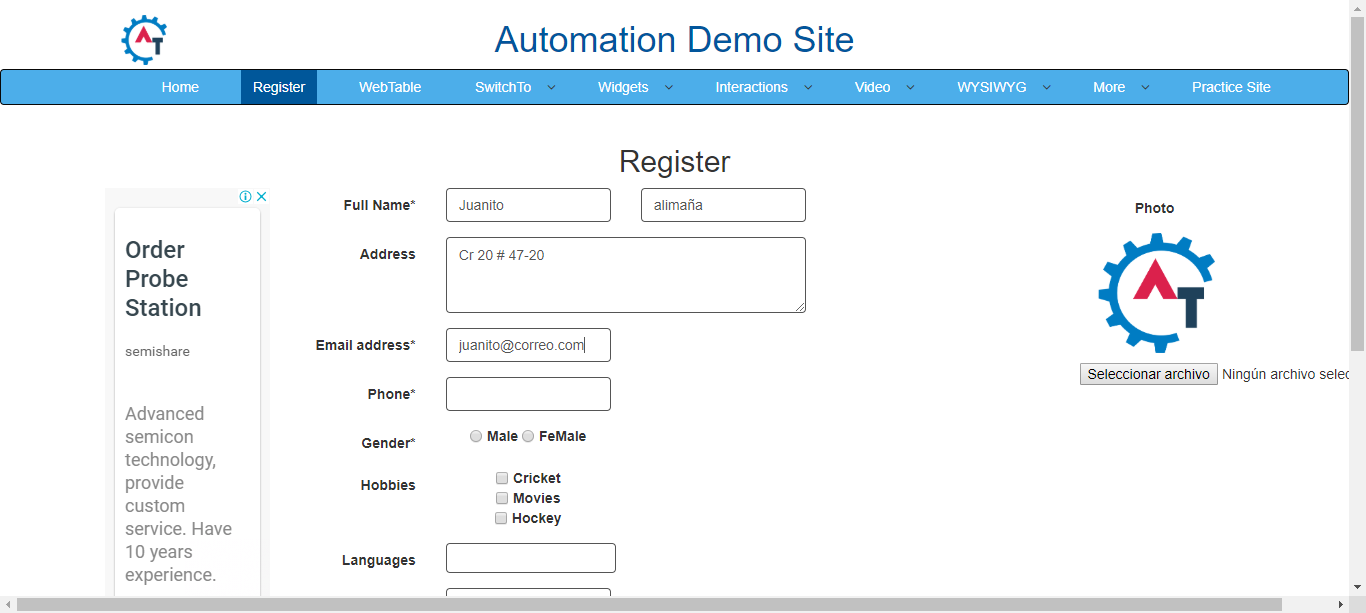 Automation Demo Site
Home Register WebTable SwitchTo Widgets Interactions Video WYSIWYG More Practice Site
Register
Order
Probe
Station
semishare
Advanced
semicon
technology,
provide
custom
service. Have
10 years
experience.
Full Name* Juanito alimaña
Address Cr 20 # 47-20
Email address* juanito@correo.com
Phone*
Gender* Male FeMale
Hobbies Cricket
Movies
Hockey
Languages
Photo
AT
Seleccionar archivo Ningún archivo selec